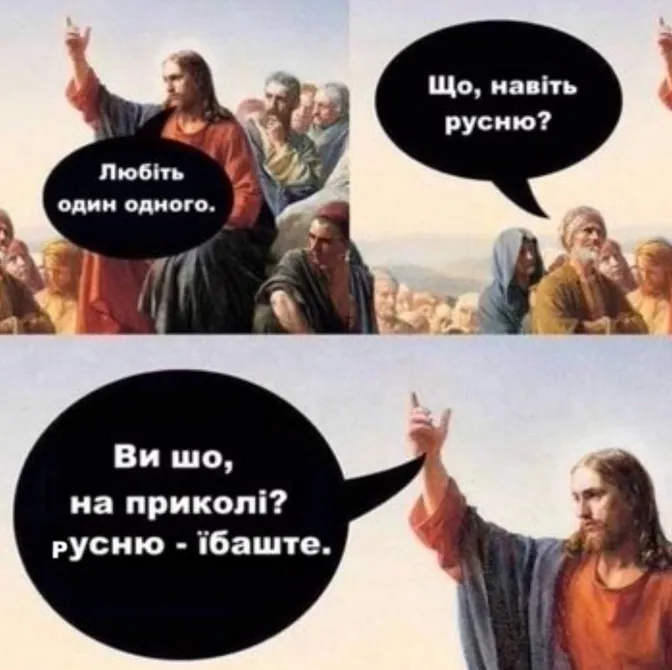 Любіть
один одного.
Що, навіть
русню?
Ви шо,
на приколі?
русню - їбаште.